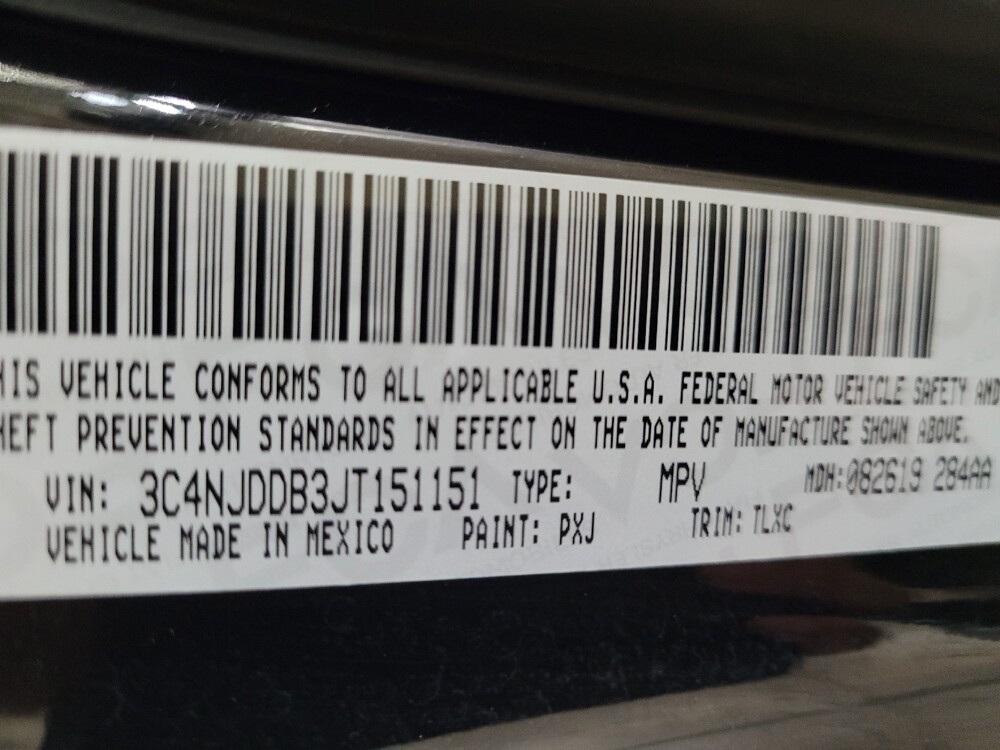 HIS VEHICLE CONFORMS TO ALL APPLICABLE U.S.A. FEDERAL MOTOR VEHICLE SAFETY AND
HEFT PREVENTION STANDARDS IN EFFECT ON THE DATE OF MANUFACTURE SHOWN ABOVE.
VIN: 3C4NJDDB3JT151151 TYPE: MPV MDH:082619 284AA
VEHICLE MADE IN MEXICO PAINT: PXJ TRIM: TLXC